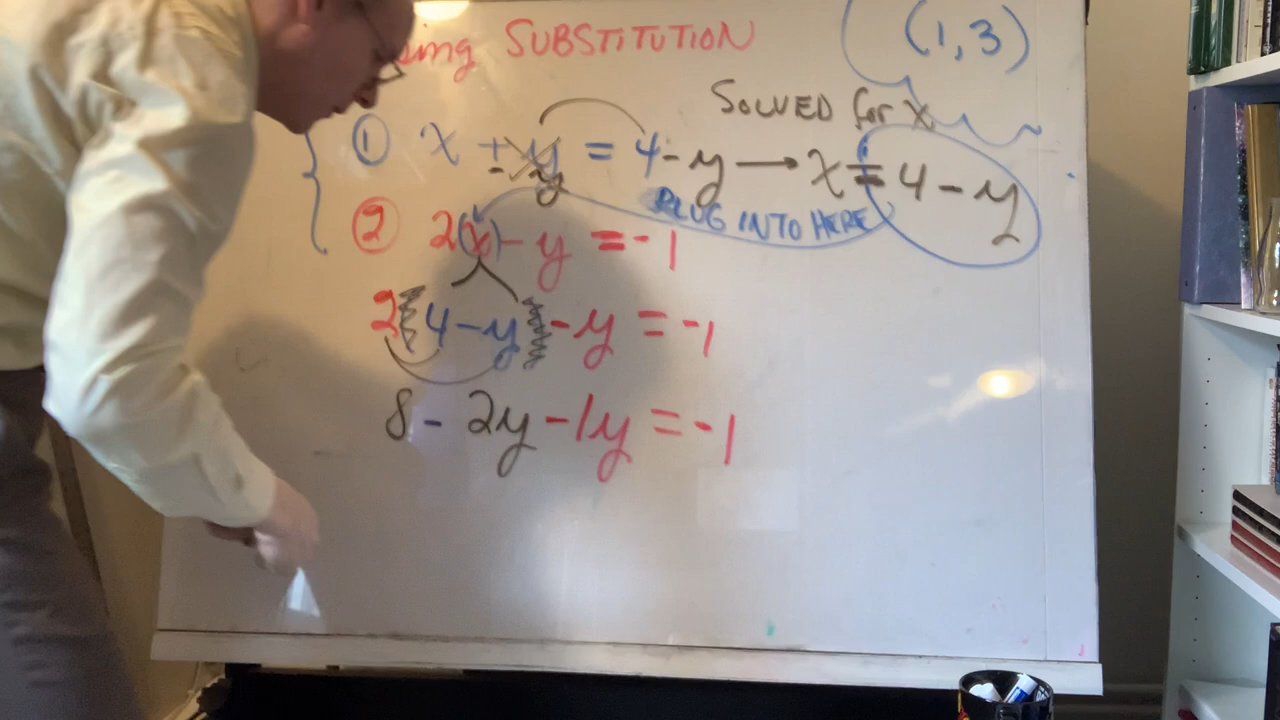 SUBSTITUTION
(1,3)
SOLVED for x
① x + y = 4 - y → x = 4 - y
- y
PLUG INTO HERE
② 2(x) - y = -1
2(4 - y) - y = -1
8 - 2y - 1y = -1